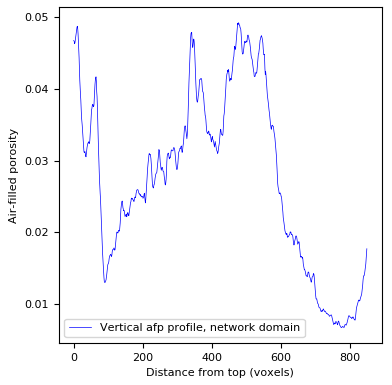 0.05
0.04
0.03
0.02
0.01
Air-filled porosity
Vertical afp profile, network domain
0 200 400 600 800
Distance from top (voxels)